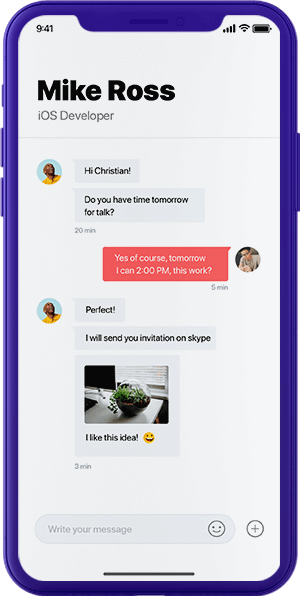 9:41
Mike Ross
iOS Developer
Hi Christian!
Do you have time tomorrow
for talk?
20 min
Yes of course, tomorrow
I can 2:00 PM, this work?
5 min
Perfect!
I will send you invitation on skype
I like this idea! 😀
3 min
Write your message